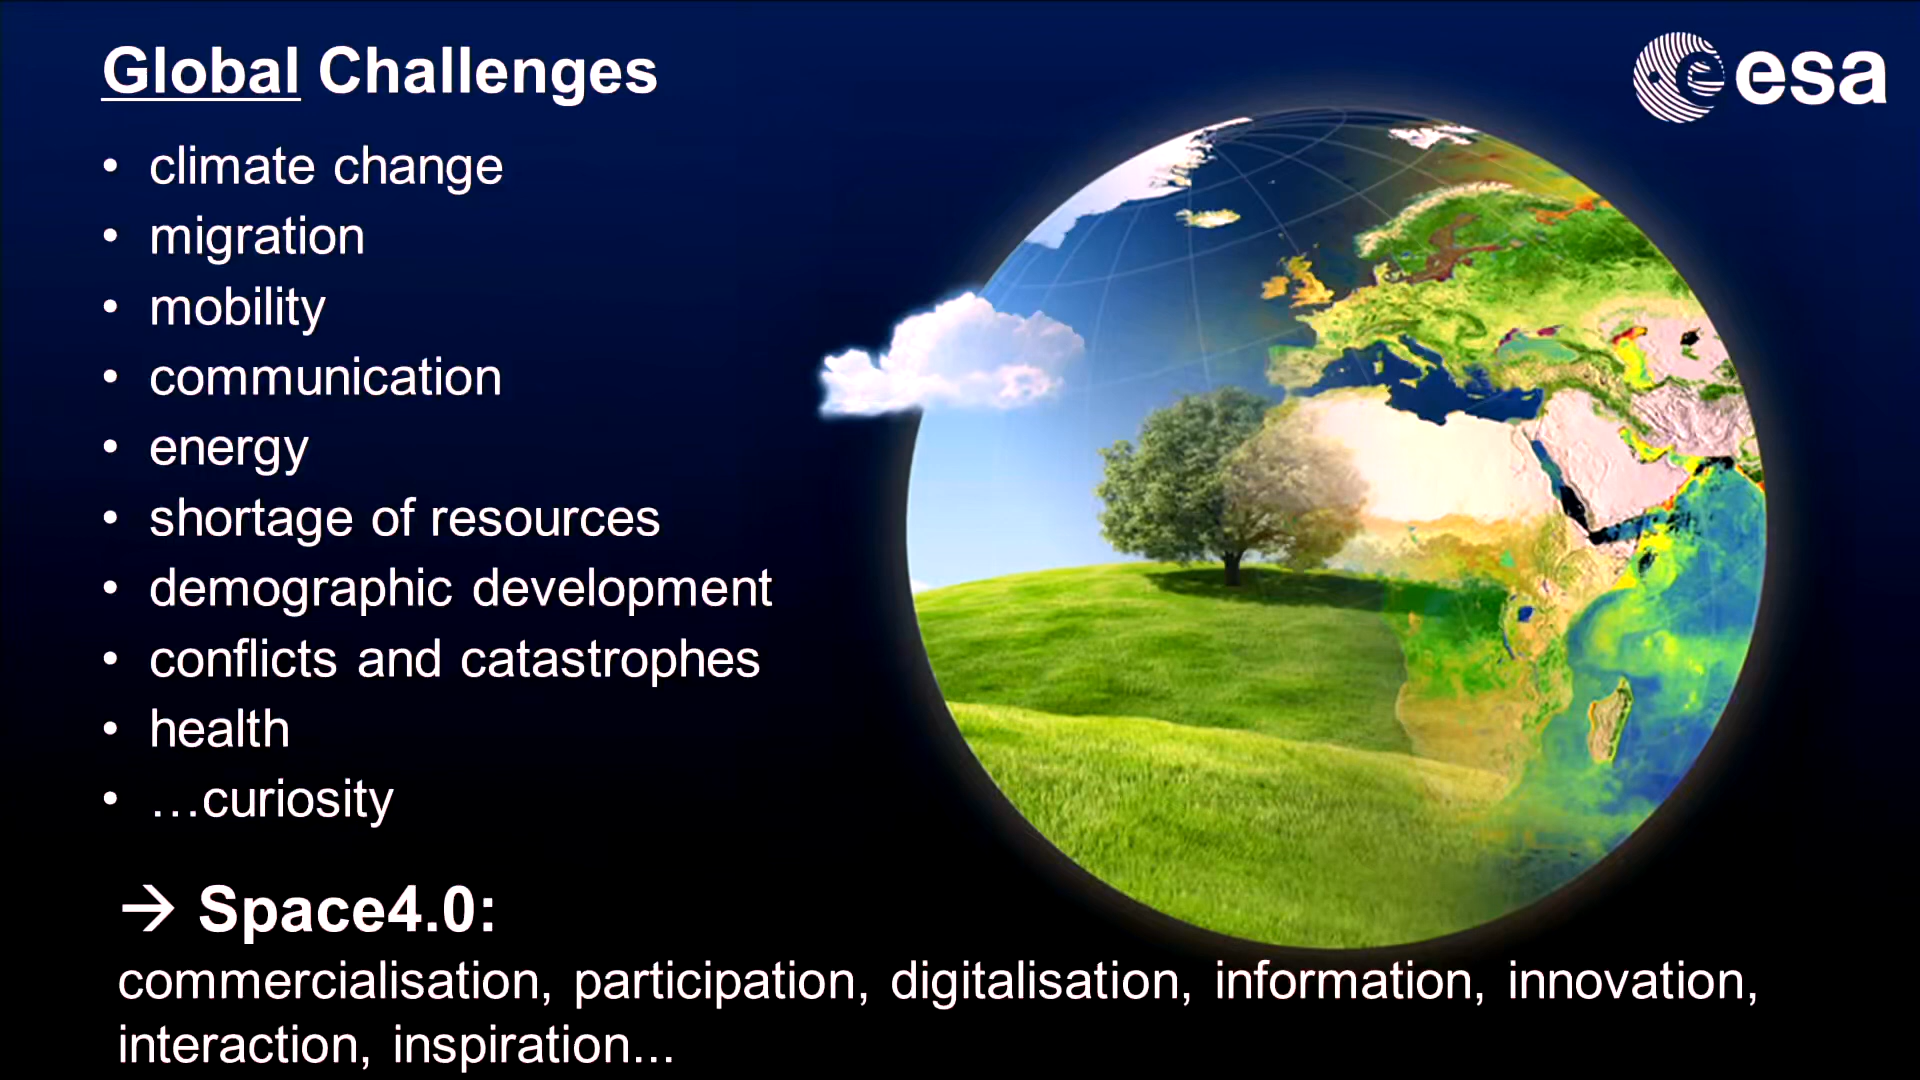 Global Challenges
esa
• climate change
• migration
• mobility
• communication
• energy
• shortage of resources
• demographic development
• conflicts and catastrophes
• health
• …curiosity
→ Space4.0:
commercialisation, participation, digitalisation, information, innovation,
interaction, inspiration...